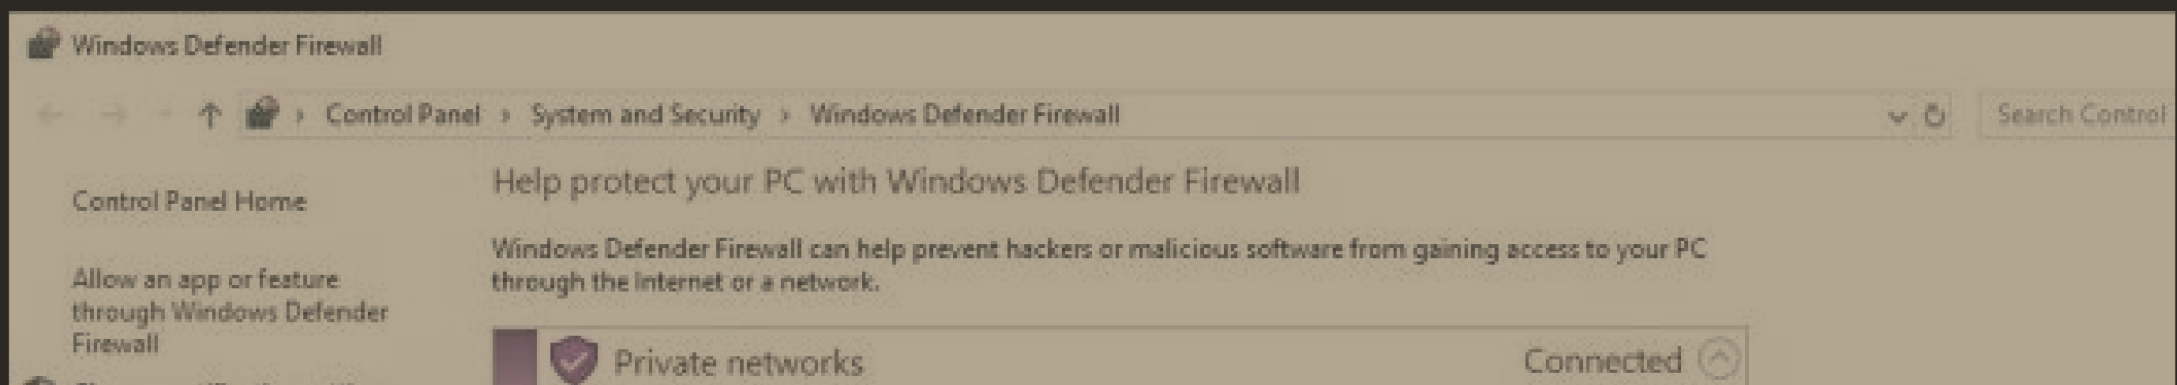 Windows Defender Firewall
Control Panel > System and Security > Windows Defender Firewall
Search Control
Control Panel Home
Allow an app or feature
through Windows Defender
Firewall
Help protect your PC with Windows Defender Firewall
Windows Defender Firewall can help prevent hackers or malicious software from gaining access to your PC
through the Internet or a network.
Private networks
Connected